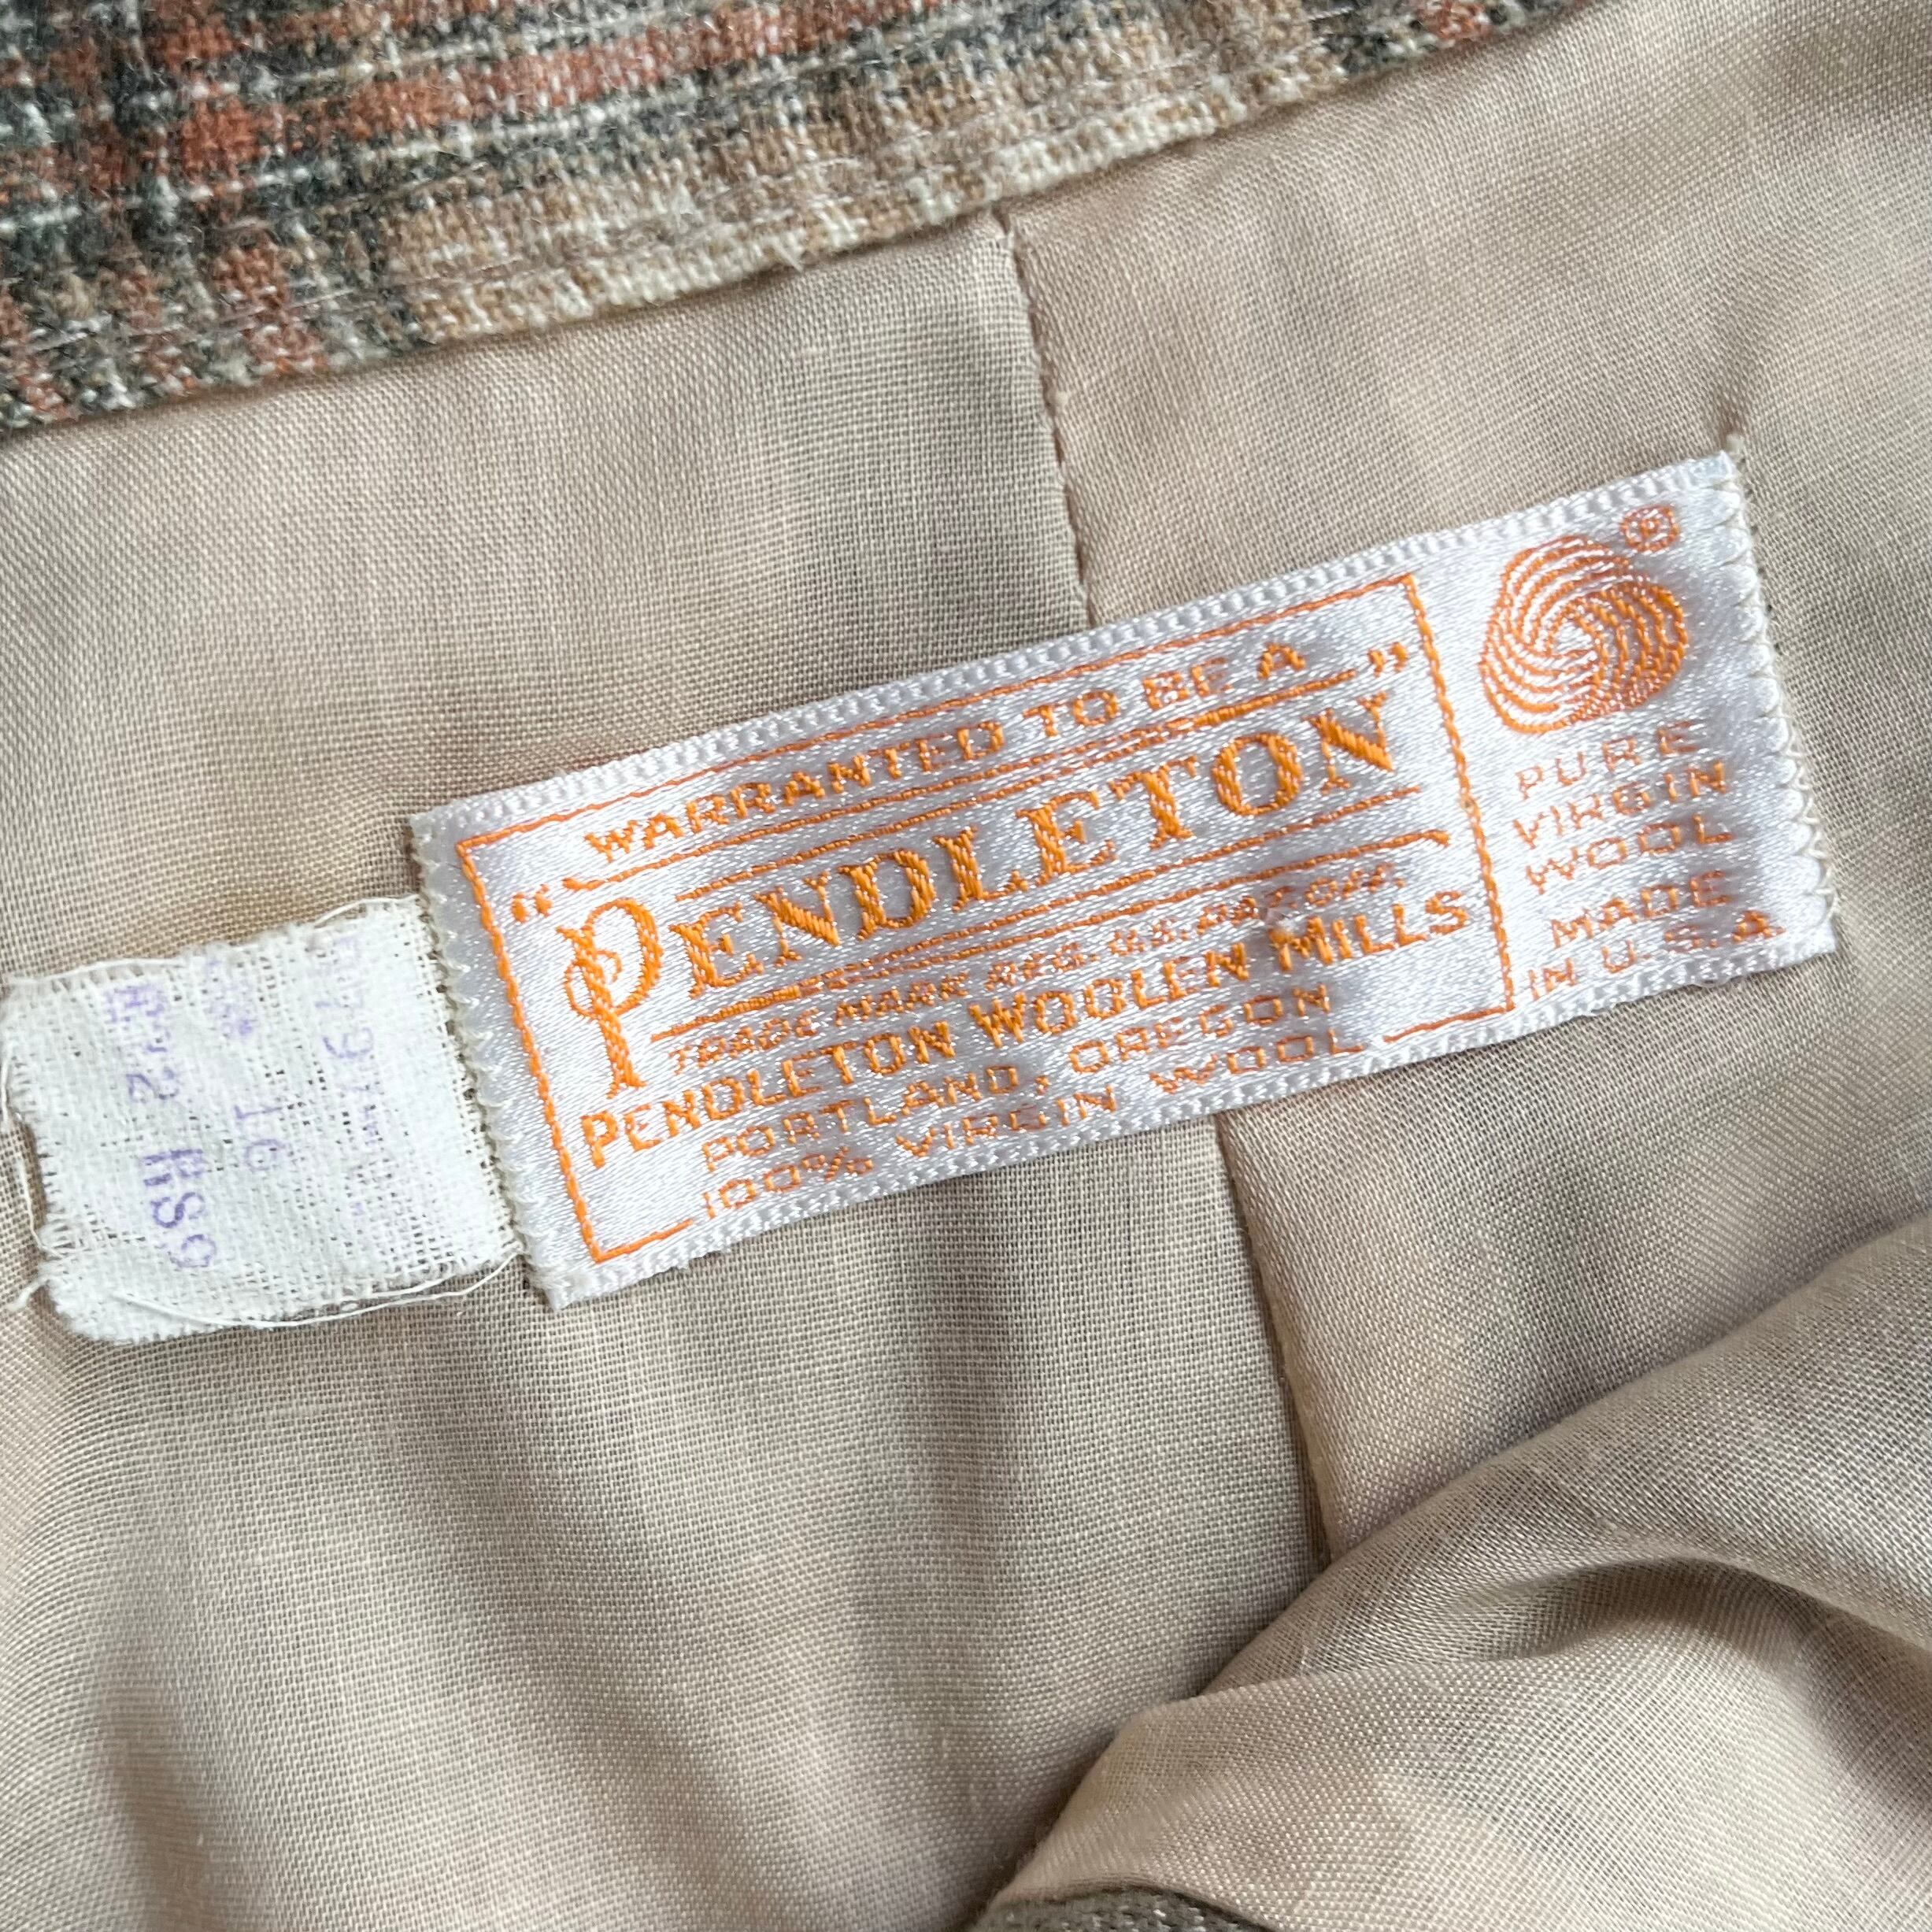 WARRANTED TO BE A
"PENDLETON"
TRADE MARK REG. U.S. PAT. OFF.
PENDLETON WOOLEN MILLS
PORTLAND, OREGON
100% VIRGIN WOOL
®
PURE
VIRGIN
WOOL
MADE
IN U.S.A
16